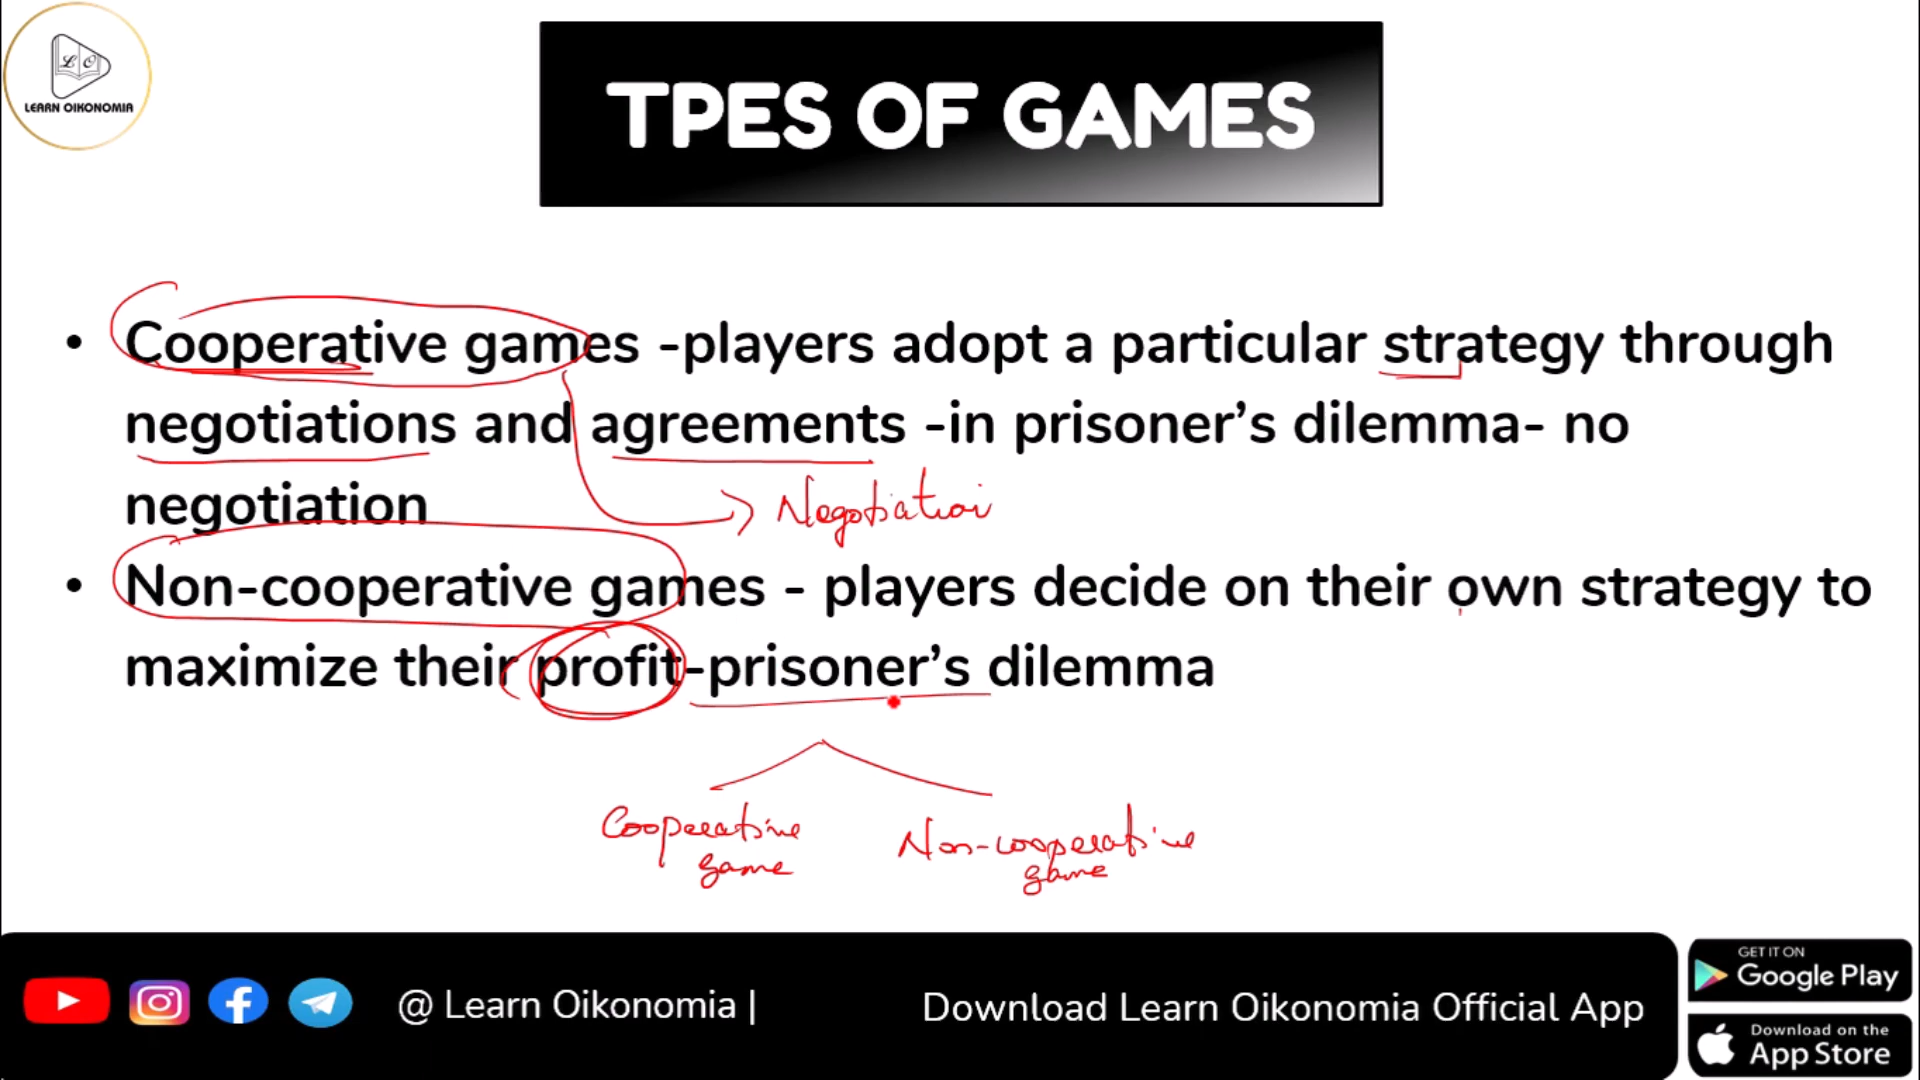 L O
LEARN OIKONOMIA
TPES OF GAMES
• Cooperative games -players adopt a particular strategy through
negotiations and agreements -in prisoner's dilemma- no
negotiation
Negotiation
• Non-cooperative games - players decide on their own strategy to
maximize their profit-prisoner's dilemma
Cooperative
game
Non-cooperative
game
@ Learn Oikonomia |
Download Learn Oikonomia Official App
GET IT ON
Google Play
Download on the
App Store